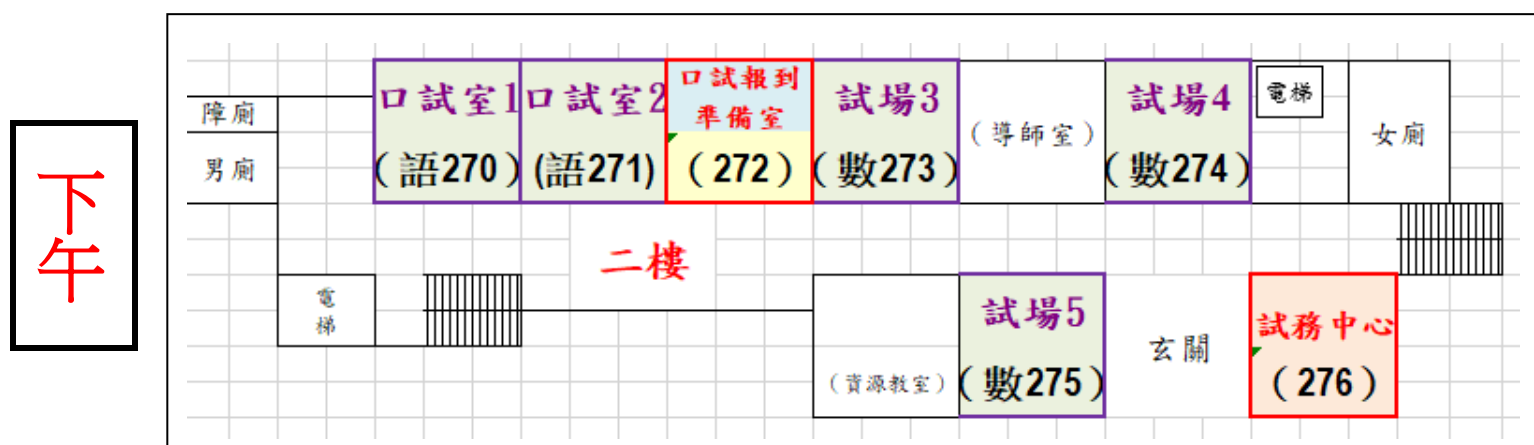 下午
口試室1
(語270)
口試室2
(語271)
口試報到
準備室
(272)
試場3
(數273)
(導師室)
試場4
(數274)
電梯
女廁
障廁
男廁
二樓
電梯
(資源教室)
試場5
(數275)
玄關
試務中心
(276)